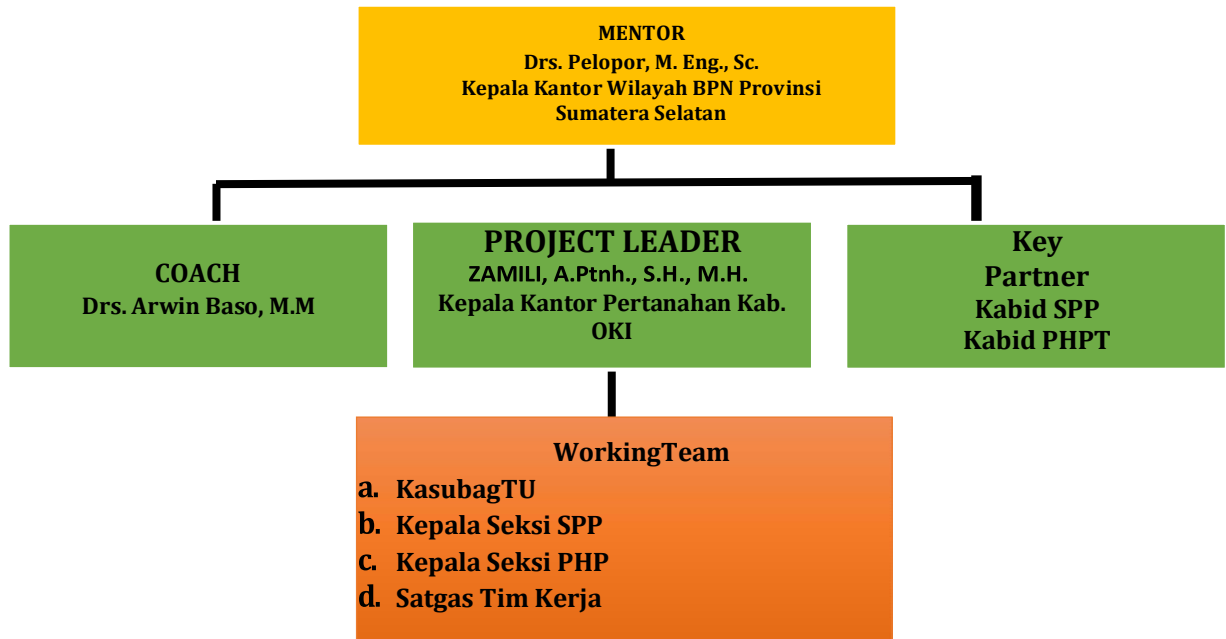 MENTOR
Drs. Pelopor, M. Eng., Sc.
Kepala Kantor Wilayah BPN Provinsi
Sumatera Selatan
COACH
Drs. Arwin Baso, M.M
PROJECT LEADER
ZAMILI, A.Ptnh., S.H., M.H.
Kepala Kantor Pertanahan Kab.
OKI
Key
Partner
Kabid SPP
Kabid PHPT
WorkingTeam
a. KasubagTU
b. Kepala Seksi SPP
c. Kepala Seksi PHP
d. Satgas Tim Kerja